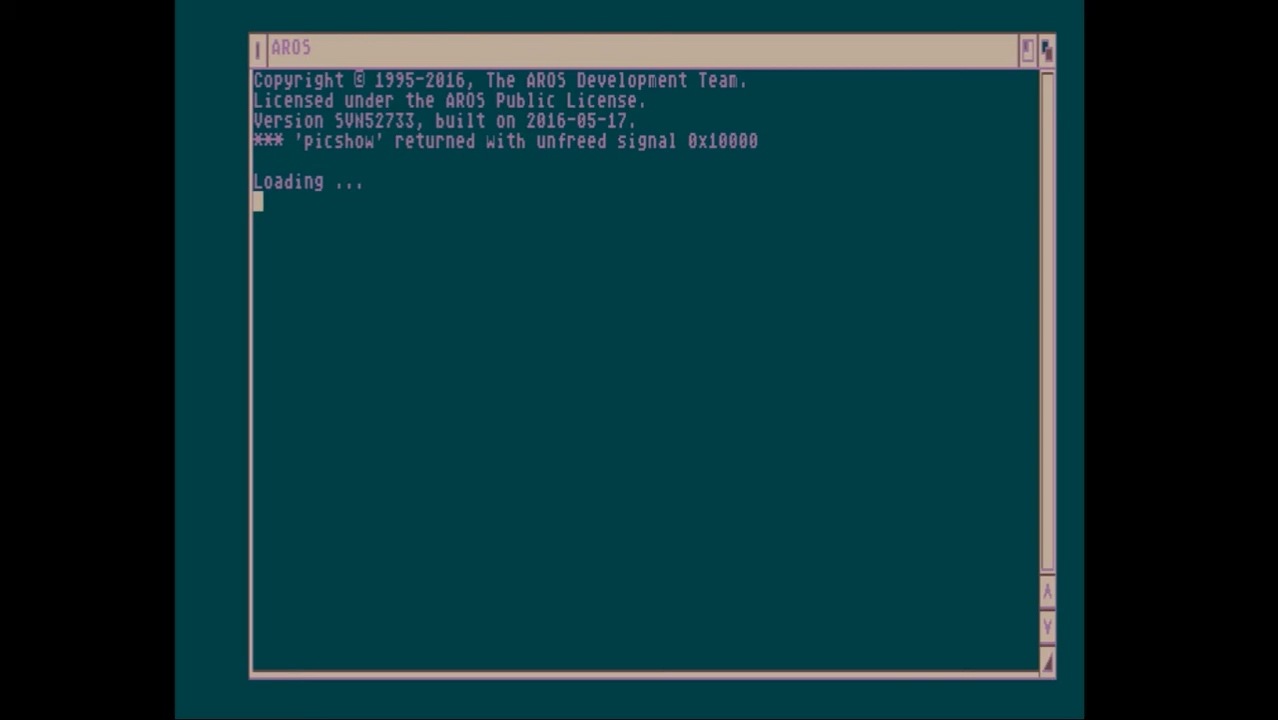 AROS
Copyright © 1995-2016, The AROS Development Team.
Licensed under the AROS Public License.
Version SVN52733, built on 2016-05-17.
*** 'picshow' returned with unfreed signal 0x10000
Loading ...